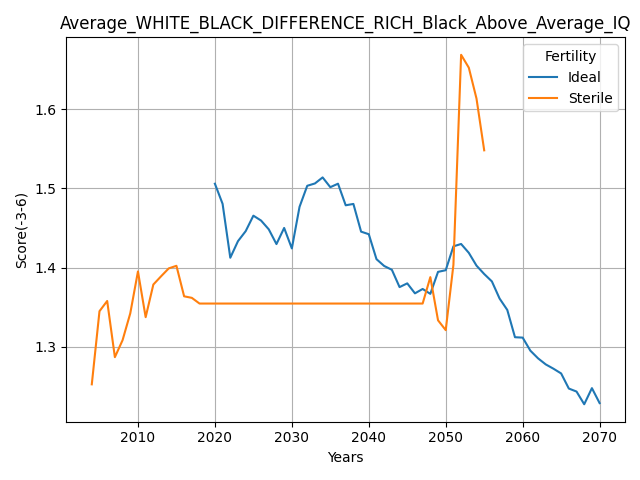 Average_WHITE_BLACK_DIFFERENCE_RICH_Black_Above_Average_IQ
Fertility
Ideal
Sterile
Score(-3-6)
1.6
1.5
1.4
1.3
2010
2020
2030
2040
2050
2060
2070
Years